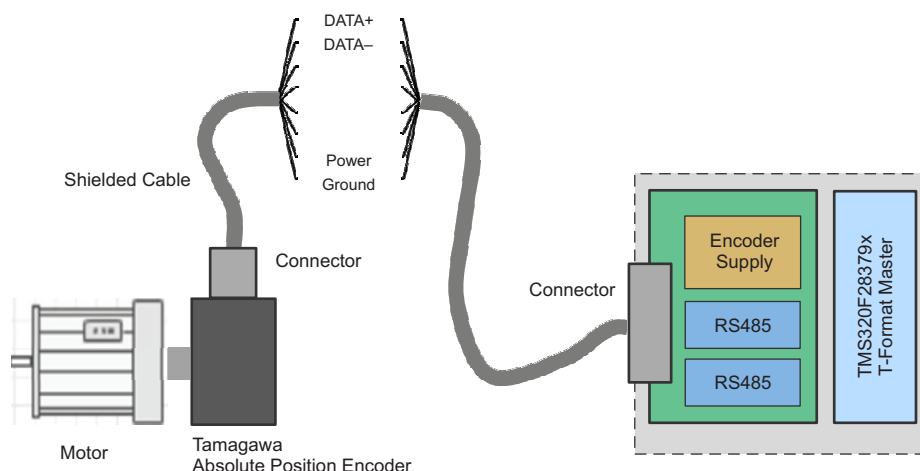 DATA+
DATA–
Power
Ground
Shielded Cable
Connector
Motor
Tamagawa
Absolute Position Encoder
Connector
Encoder
Supply
RS485
RS485
TMS320F28379x
T-Format Master